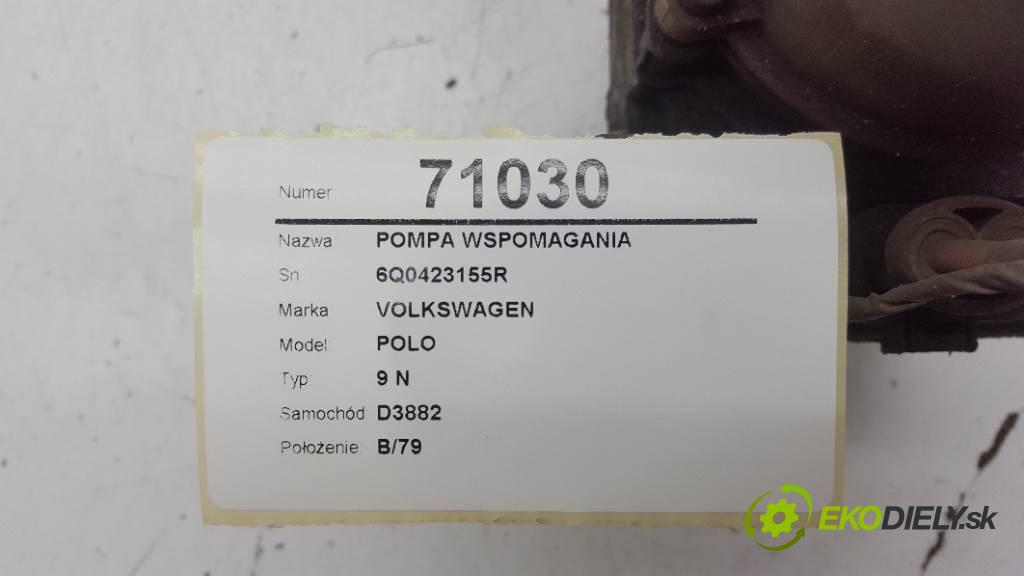 Numer: 71030
Nazwa: POMPA WSPOMAGANIA
Sn 6Q0423155R
Marka VOLKSWAGEN
Model: POLO
Typ: 9 N
Samochód: D3882
Położenie: B/79
EKODIELY.sk